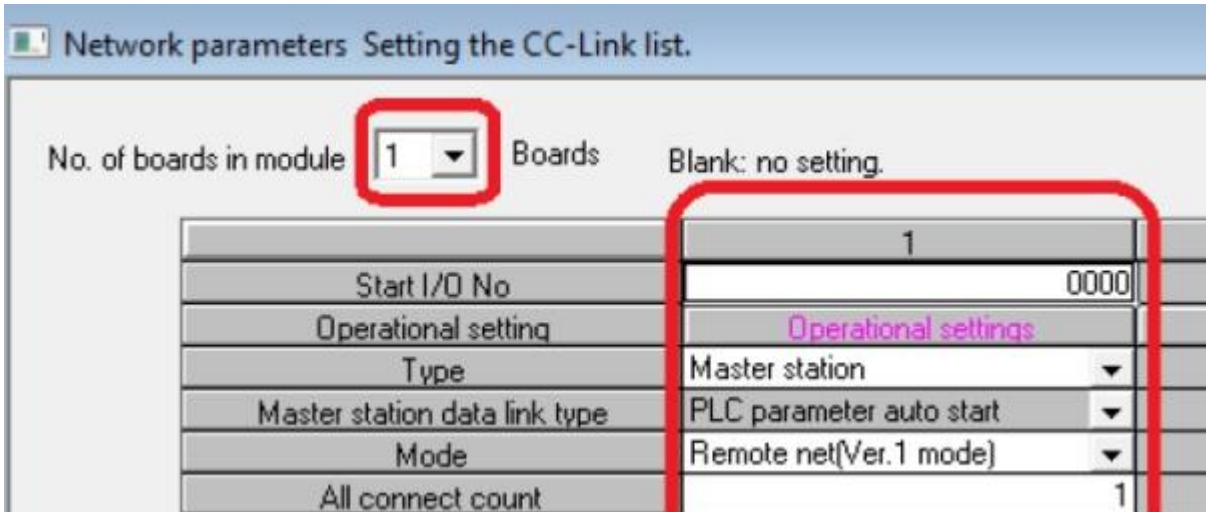 Network parameters Setting the CC-Link list.
No. of boards in module 1 Boards Blank: no setting.
1
Start I/O No 0000
Operational setting Operational settings
Type Master station
Master station data link type PLC parameter auto start
Mode Remote net(Ver.1 mode)
All connect count 1